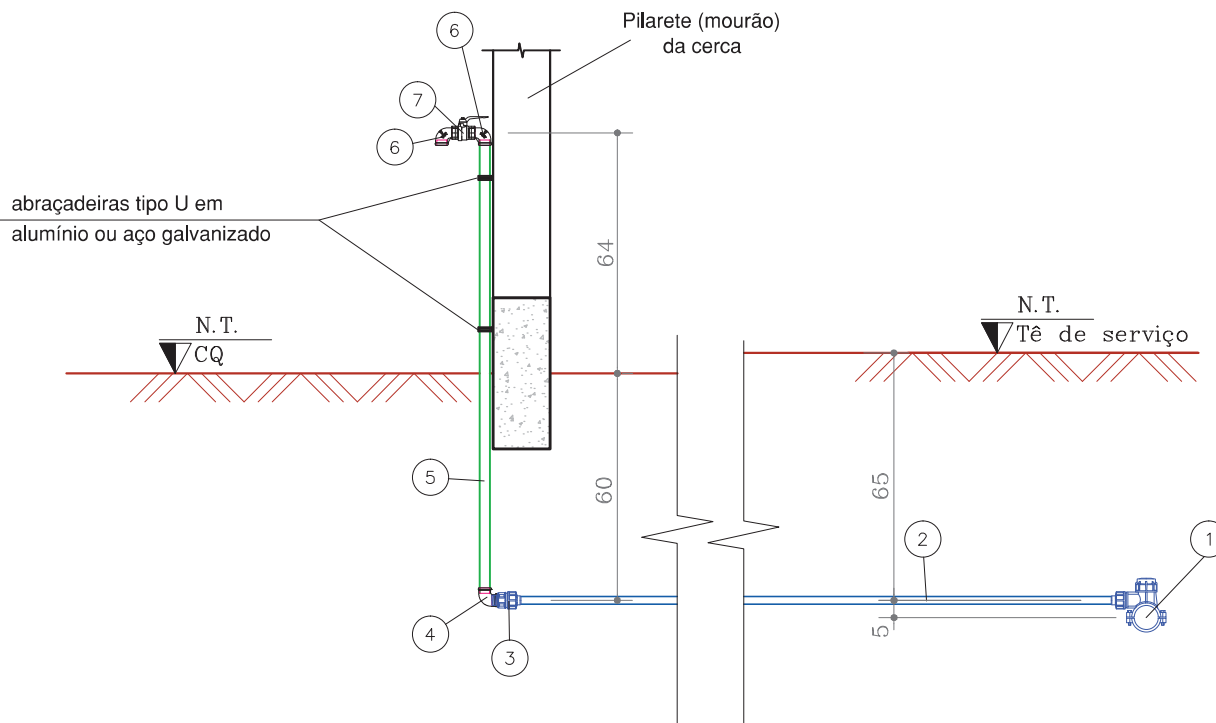 Pilarete (mourão)
da cerca
6
7
6
abraçadeiras tipo U em
alumínio ou aço galvanizado
64
N.T.
CQ
N.T.
Tê de serviço
5
60
65
2
1
4
3
5